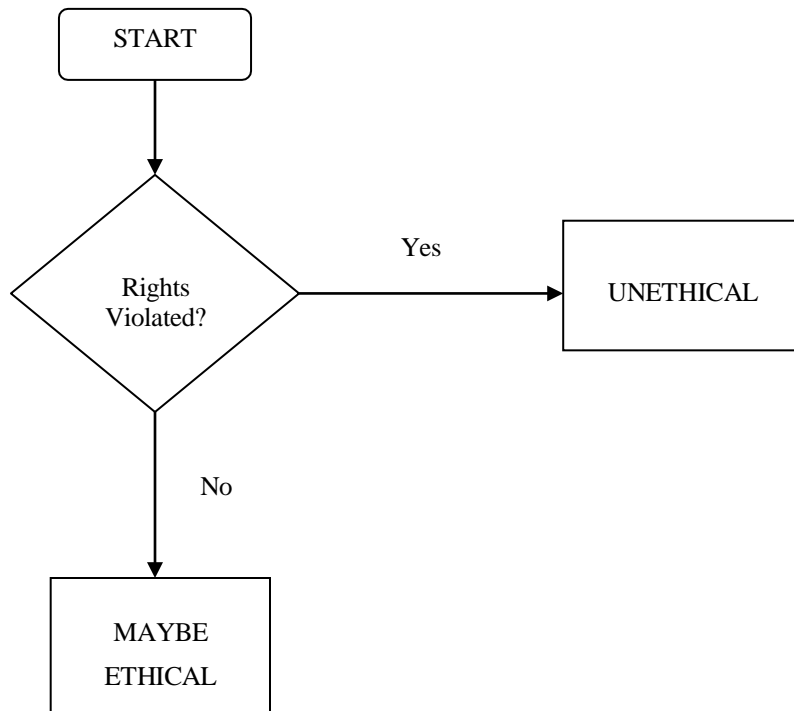 START
Yes
Rights
Violated?
UNETHICAL
No
MAYBE
ETHICAL